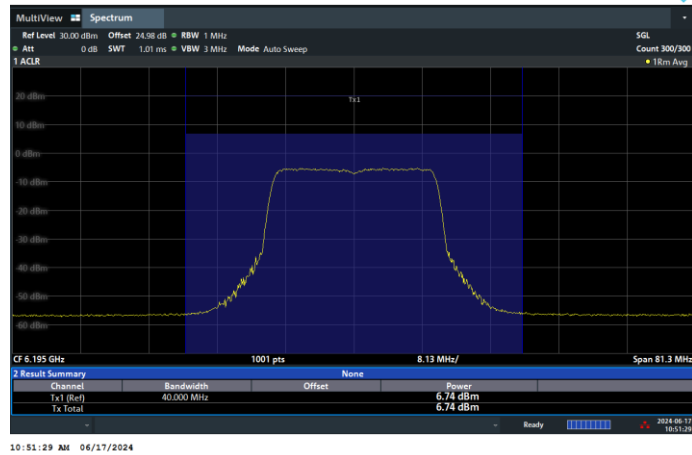 MultiView Spectrum
Ref Level 30.00 dBm Offset 24.98 dB RBW 1 MHz SGL
Att 0 dB SWT 1.01 ms VBW 3 MHz Mode Auto Sweep Count 300/300
1 ACLR 1Rm Avg
Tx1
20 dBm
10 dBm
0 dBm
-10 dBm
-20 dBm
-30 dBm
-40 dBm
-50 dBm
-60 dBm
CF 6.195 GHz 1001 pts 8.13 MHz/ Span 81.3 MHz
2 Result Summary None
Channel Bandwidth Offset Power
Tx1 (Ref) 40.000 MHz 6.74 dBm
Tx Total 6.74 dBm
Ready 2024-06-17
10:51:29
10:51:29 AM 06/17/2024